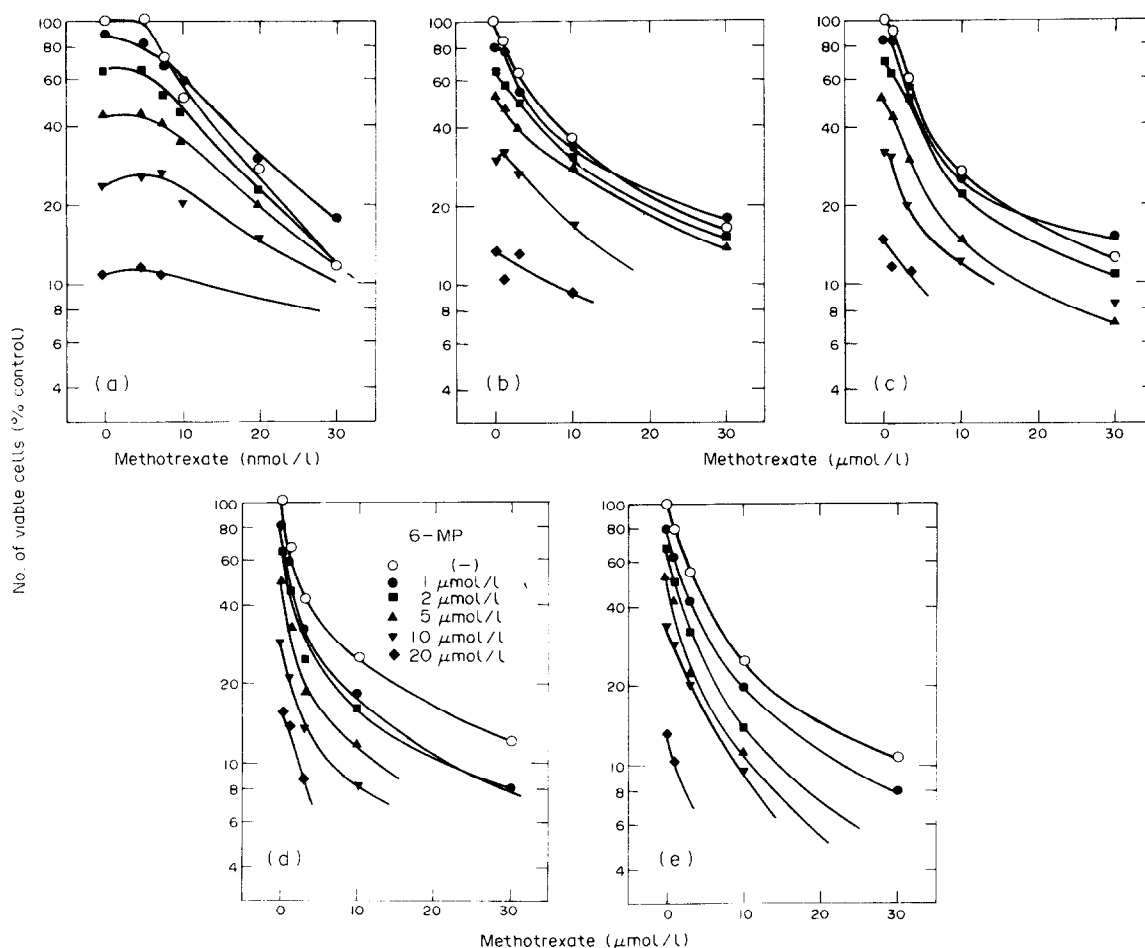 No. of viable cells (% control)
100
80
60
40
20
10
8
6
4
(a)
0 10 20 30
Methotrexate (nmol/l)
100
80
60
40
20
10
8
6
4
(b)
0 10 20 30
100
80
60
40
20
10
8
6
4
(c)
0 10 20 30
Methotrexate (μmol/l)
100
80
60
40
20
10
8
6
4
(d)
6-MP
(-)
1 μmol/l
2 μmol/l
5 μmol/l
10 μmol/l
20 μmol/l
0 10 20 30
100
80
60
40
20
10
8
6
4
(e)
0 10 20 30
Methotrexate (μmol/l)